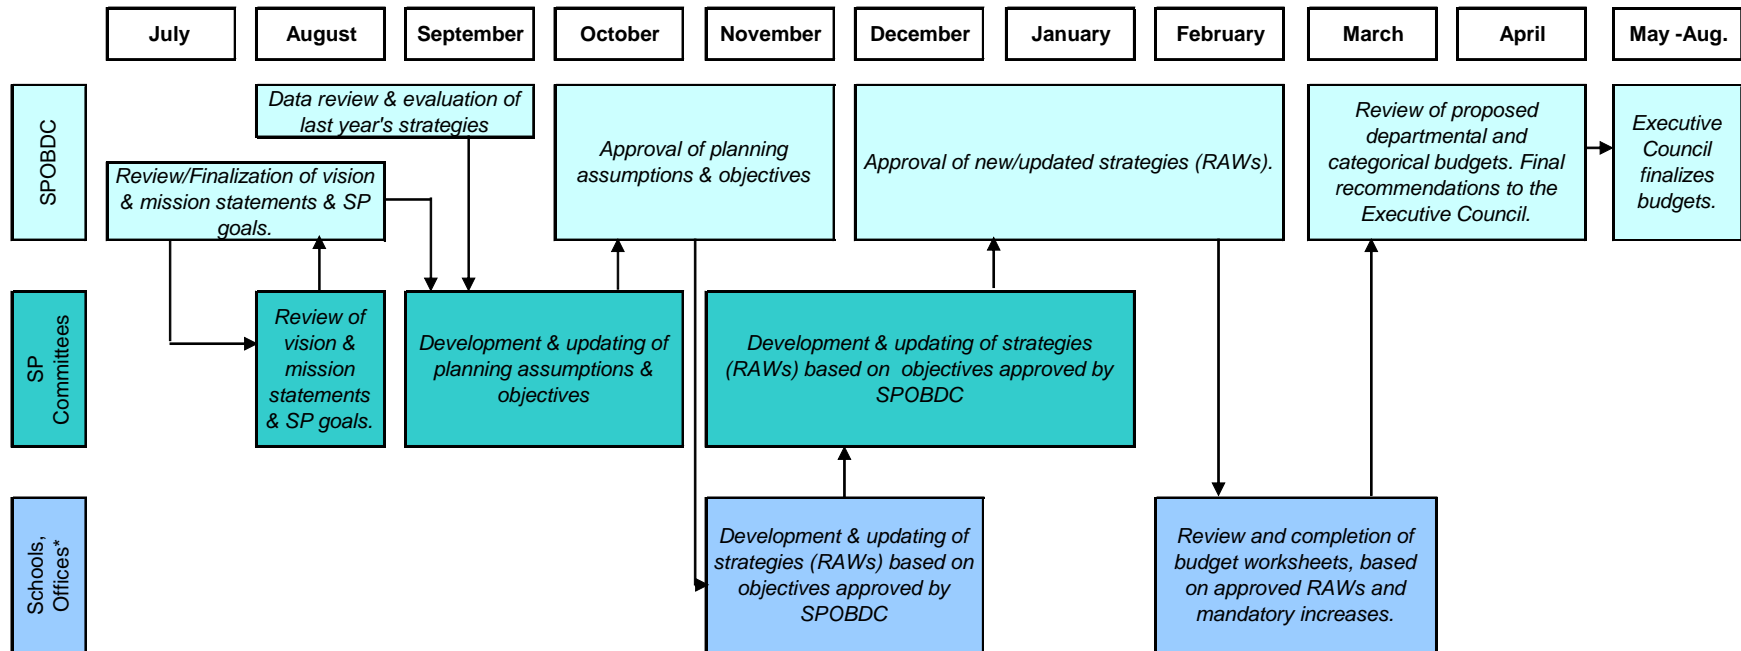 July
August
September
October
November
December
January
February
March
April
May -Aug.
SPOBDC
Data review & evaluation of
last year's strategies
Review/Finalization of vision
& mission statements & SP
goals.
Approval of planning
assumptions & objectives
Approval of new/updated strategies (RAWs).
Review of proposed
departmental and
categorical budgets. Final
recommendations to the
Executive Council.
Executive
Council
finalizes
budgets.
SP
Committees
Review of
vision &
mission
statements
& SP goals.
Development & updating of
planning assumptions &
objectives
Development & updating of strategies
(RAWs) based on  objectives approved by
SPOBDC
Schools,
Offices*
Development & updating of
strategies (RAWs) based on
objectives approved by
SPOBDC
Review and completion of
budget worksheets, based
on approved RAWs and
mandatory increases.